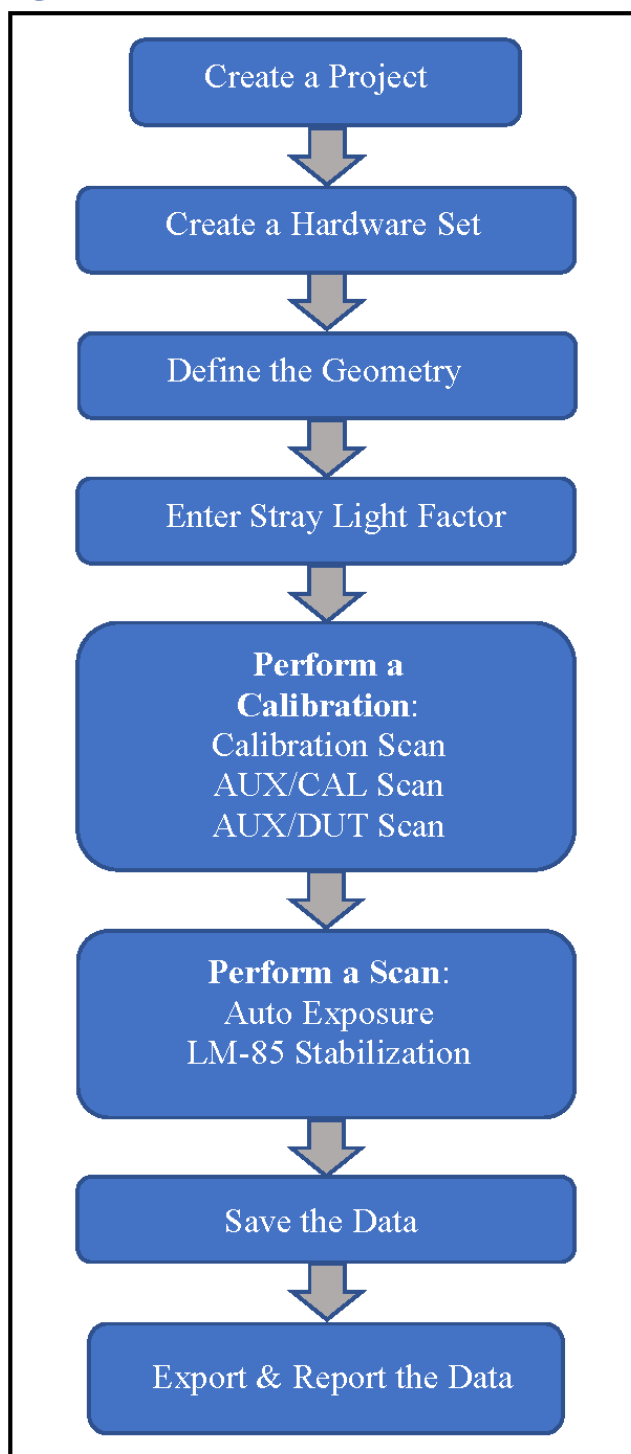 Create a Project
Create a Hardware Set
Define the Geometry
Enter Stray Light Factor
Perform a
Calibration:
Calibration Scan
AUX/CAL Scan
AUX/DUT Scan
Perform a Scan:
Auto Exposure
LM-85 Stabilization
Save the Data
Export & Report the Data